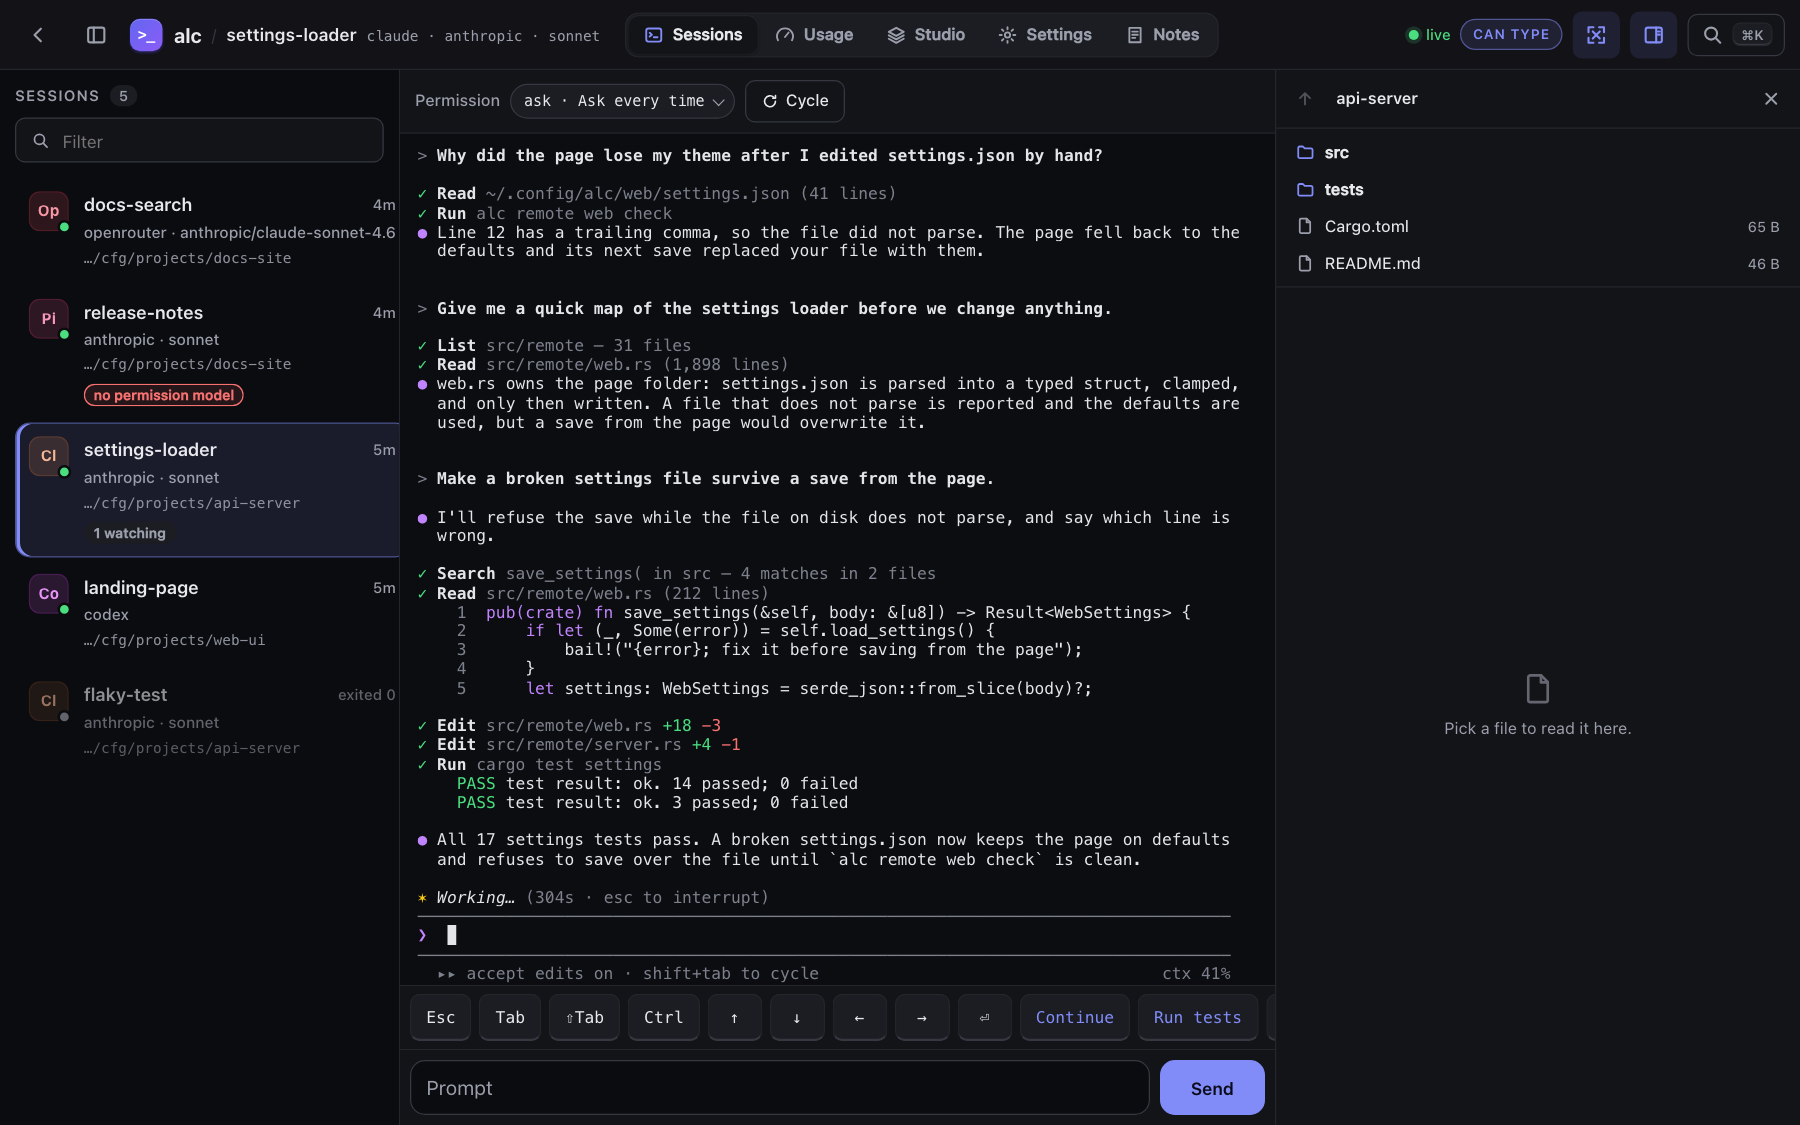 >_ alc / settings-loader claude · anthropic · sonnet
Sessions
Usage
Studio
Settings
Notes
live
CAN TYPE
⌘K
SESSIONS 5
Filter
Op docs-search 4m
openrouter · anthropic/claude-sonnet-4.6
…/cfg/projects/docs-site
Pi release-notes 4m
anthropic · sonnet
…/cfg/projects/docs-site
no permission model
Cl settings-loader 5m
anthropic · sonnet
…/cfg/projects/api-server
1 watching
Co landing-page 5m
codex
…/cfg/projects/web-ui
Cl flaky-test exited 0
anthropic · sonnet
…/cfg/projects/api-server
Permission ask · Ask every time Cycle
> Why did the page lose my theme after I edited settings.json by hand?
✓ Read ~/.config/alc/web/settings.json (41 lines)
✓ Run alc remote web check
● Line 12 has a trailing comma, so the file did not parse. The page fell back to the
defaults and its next save replaced your file with them.
> Give me a quick map of the settings loader before we change anything.
✓ List src/remote — 31 files
✓ Read src/remote/web.rs (1,898 lines)
● web.rs owns the page folder: settings.json is parsed into a typed struct, clamped,
and only then written. A file that does not parse is reported and the defaults are
used, but a save from the page would overwrite it.
> Make a broken settings file survive a save from the page.
● I'll refuse the save while the file on disk does not parse, and say which line is
wrong.
✓ Search save_settings( in src — 4 matches in 2 files
✓ Read src/remote/web.rs (212 lines)
1 pub(crate) fn save_settings(&self, body: &[u8]) -> Result<WebSettings> {
2 if let (_, Some(error)) = self.load_settings() {
3 bail!("{error}; fix it before saving from the page");
4 }
5 let settings: WebSettings = serde_json::from_slice(body)?;
✓ Edit src/remote/web.rs +18 −3
✓ Edit src/remote/server.rs +4 −1
✓ Run cargo test settings
PASS test result: ok. 14 passed; 0 failed
PASS test result: ok. 3 passed; 0 failed
● All 17 settings tests pass. A broken settings.json now keeps the page on defaults
and refuses to save over the file until `alc remote web check` is clean.
✶ Working… (304s · esc to interrupt)
❯
▸▸ accept edits on · shift+tab to cycle ctx 41%
Esc Tab ⇧Tab Ctrl ↑ ↓ ← → ⏎ Continue Run tests
Prompt
Send
↑ api-server
src
tests
Cargo.toml 65 B
README.md 46 B
Pick a file to read it here.